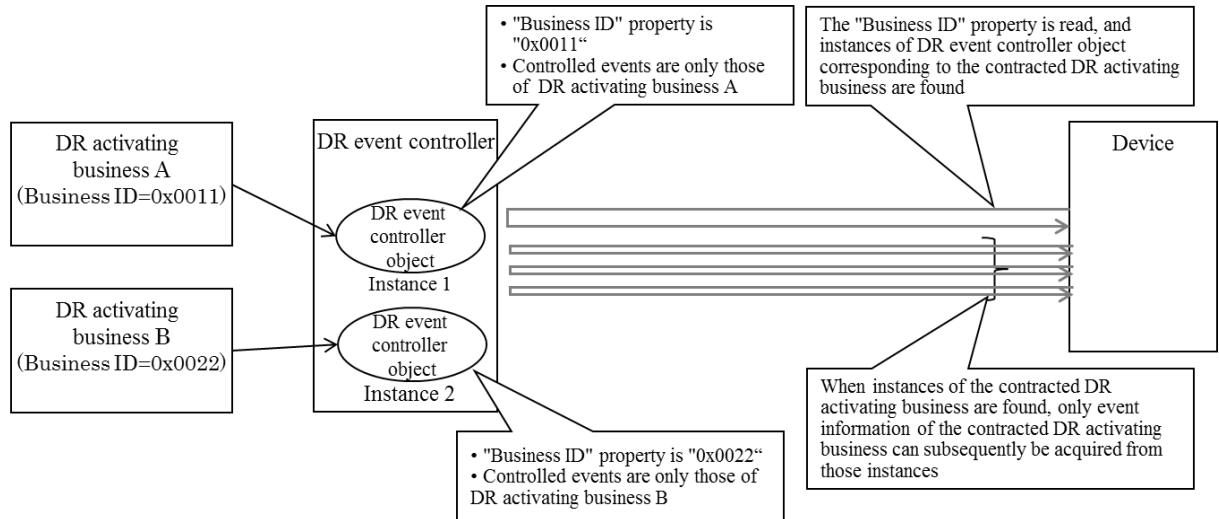 • "Business ID" property is
"0x0011“
• Controlled events are only those
of DR activating business A
The "Business ID" property is read, and
instances of DR event controller object
corresponding to the contracted DR activating
business are found
DR activating
business A
(Business ID=0x0011)
DR event controller
Device
DR event
controller
object
Instance 1
DR activating
business B
(Business ID=0x0022)
DR event
controller
object
Instance 2
When instances of the contracted DR
activating business are found, only event
information of the contracted DR activating
business can subsequently be acquired from
those instances
• "Business ID" property is "0x0022“
• Controlled events are only those of
DR activating business B